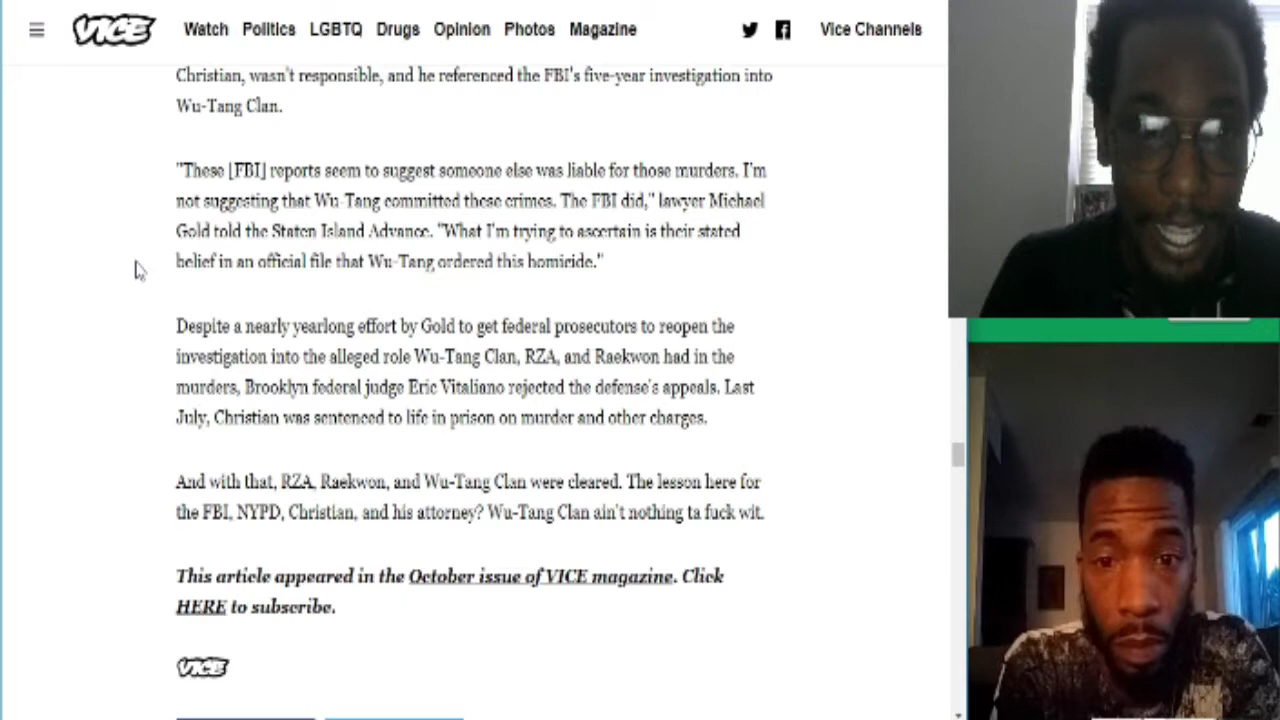 VICE Watch Politics LGBTQ Drugs Opinion Photos Magazine Vice Channels
Christian, wasn't responsible, and he referenced the FBI's five-year investigation into
Wu-Tang Clan.
"These [FBI] reports seem to suggest someone else was liable for those murders. I'm
not suggesting that Wu-Tang committed these crimes. The FBI did," lawyer Michael
Gold told the Staten Island Advance. "What I'm trying to ascertain is their stated
belief in an official file that Wu-Tang ordered this homicide."
Despite a nearly yearlong effort by Gold to get federal prosecutors to reopen the
investigation into the alleged role Wu-Tang Clan, RZA, and Raekwon had in the
murders, Brooklyn federal judge Eric Vitaliano rejected the defense's appeals. Last
July, Christian was sentenced to life in prison on murder and other charges.
And with that, RZA, Raekwon, and Wu-Tang Clan were cleared. The lesson here for
the FBI, NYPD, Christian, and his attorney? Wu-Tang Clan ain't nothing ta fuck wit.
This article appeared in the October issue of VICE magazine. Click
HERE to subscribe.
VICE